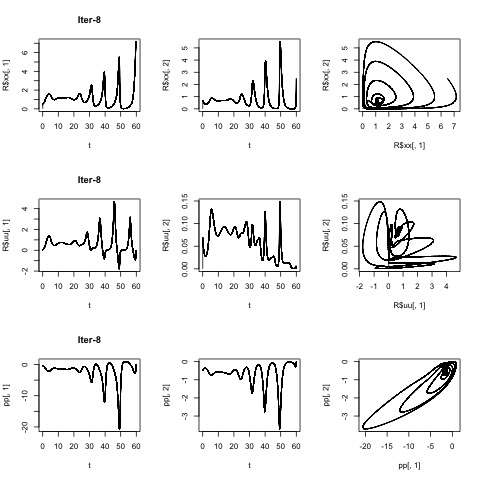 Iter-8
R$xx[, 1]
0 1 2 3 4 5 6 7
0 10 20 30 40 50 60
t
R$xx[, 2]
0 1 2 3 4 5
0 10 20 30 40 50 60
t
R$xx[, 2]
0 1 2 3 4 5
0 1 2 3 4 5 6 7
R$xx[, 1]
Iter-8
R$uu[, 1]
-2 0 2 4
0 10 20 30 40 50 60
t
R$uu[, 2]
0.00 0.05 0.10 0.15
0 10 20 30 40 50 60
t
R$uu[, 2]
0.00 0.05 0.10 0.15
-2 -1 0 1 2 3 4
R$uu[, 1]
Iter-8
pp[, 1]
-20 -10 0
0 10 20 30 40 50 60
t
pp[, 2]
-3 -2 -1 0
0 10 20 30 40 50 60
t
pp[, 2]
-3 -2 -1 0
-20 -15 -10 -5 0
pp[, 1]